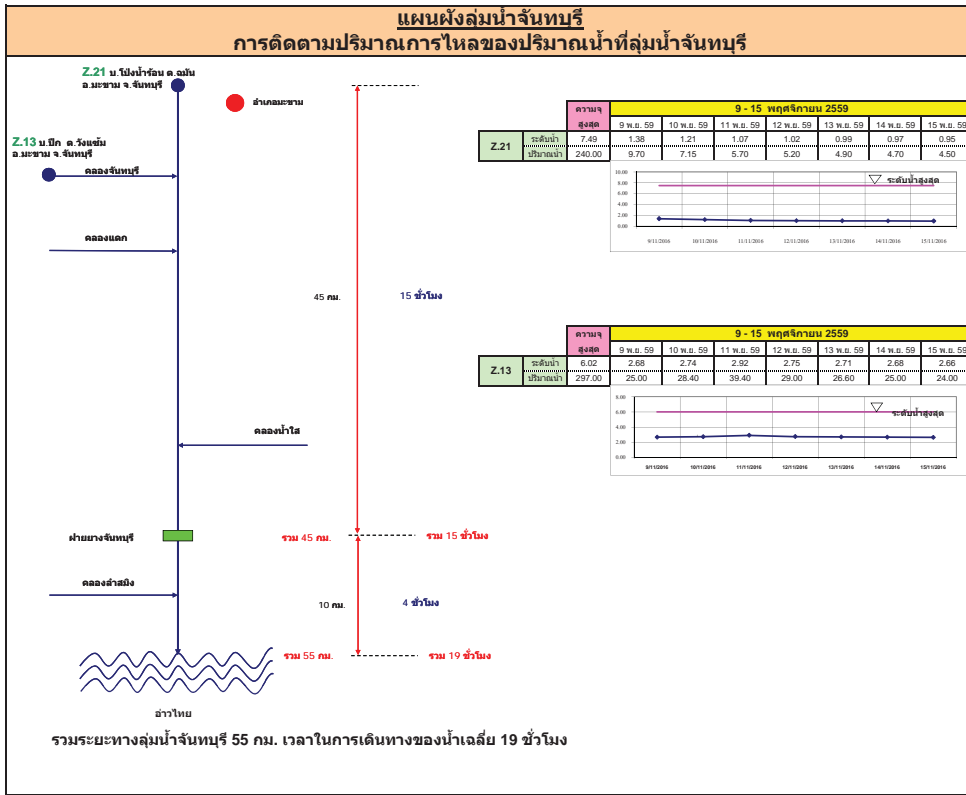 แผนผังลุ่มน้ำจันทบุรี
การติดตามปริมาณการไหลของปริมาณน้ำที่ลุ่มน้ำจันทบุรี
Z.21 บ.โป่งน้ำร้อน ต.ฉมัน
อ.มะขาม จ.จันทบุรี
อำเภอมะขาม
Z.13 บ.ปึก ต.วังแซ้ม
อ.มะขาม จ.จันทบุรี
คลองจันทบุรี
คลองแตก
45 กม. 15 ชั่วโมง
คลองน้ำใส
ฝายยางจันทบุรี รวม 45 กม. รวม 15 ชั่วโมง
คลองลำสมิง
10 กม. 4 ชั่วโมง
รวม 55 กม. รวม 19 ชั่วโมง
อ่าวไทย
รวมระยะทางลุ่มน้ำจันทบุรี 55 กม. เวลาในการเดินทางของน้ำเฉลี่ย 19 ชั่วโมง
ความจุ 9 - 15 พฤศจิกายน 2559
สูงสุด 9 พ.ย. 59 10 พ.ย. 59 11 พ.ย. 59 12 พ.ย. 59 13 พ.ย. 59 14 พ.ย. 59 15 พ.ย. 59
Z.21 ระดับน้ำ 7.49 1.38 1.21 1.07 1.02 0.99 0.97 0.95
ปริมาณน้ำ 240.00 9.70 7.15 5.70 5.20 4.90 4.70 4.50
10.00
8.00
6.00
4.00
2.00
0.00
ระดับน้ำสูงสุด
9/11/2016 10/11/2016 11/11/2016 12/11/2016 13/11/2016 14/11/2016 15/11/2016
ความจุ 9 - 15 พฤศจิกายน 2559
สูงสุด 9 พ.ย. 59 10 พ.ย. 59 11 พ.ย. 59 12 พ.ย. 59 13 พ.ย. 59 14 พ.ย. 59 15 พ.ย. 59
Z.13 ระดับน้ำ 6.02 2.68 2.74 2.92 2.75 2.71 2.68 2.66
ปริมาณน้ำ 297.00 25.00 28.40 39.40 29.00 26.60 25.00 24.00
8.00
6.00
4.00
2.00
0.00
ระดับน้ำสูงสุด
9/11/2016 10/11/2016 11/11/2016 12/11/2016 13/11/2016 14/11/2016 15/11/2016